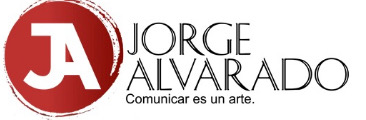 JA
JORGE
ALVARADO
Comunicar es un arte.